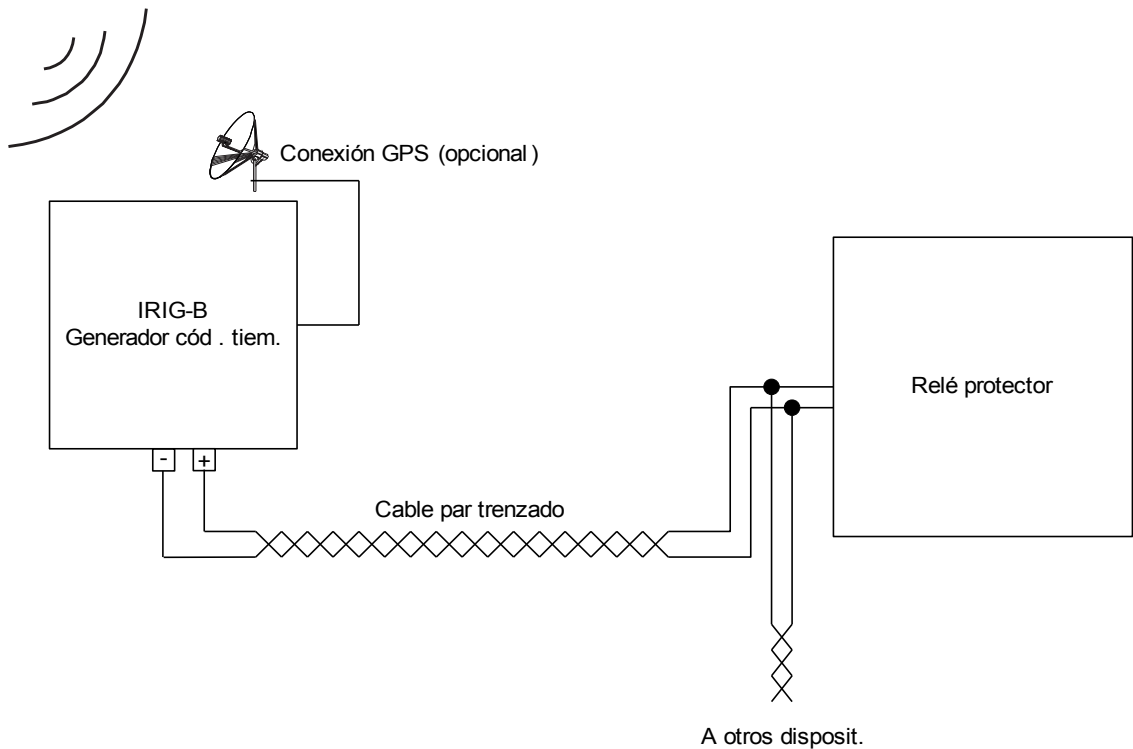 Conexión GPS (opcional)
IRIG-B
Generador cód . tiem.
Relé protector
- +
Cable par trenzado
A otros disposit.